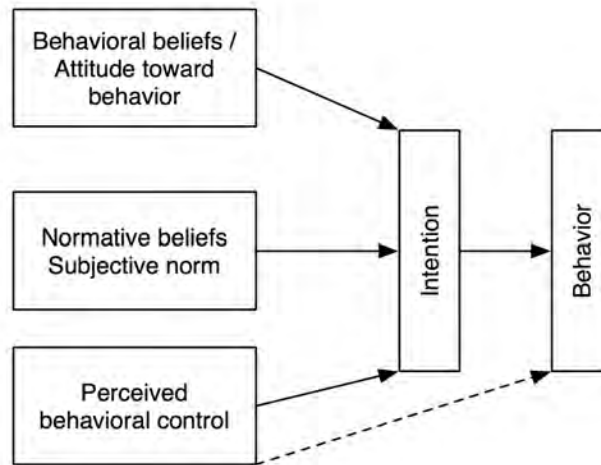 Behavioral beliefs /
Attitude toward
behavior
Normative beliefs
Subjective norm
Perceived
behavioral control
Intention
Behavior